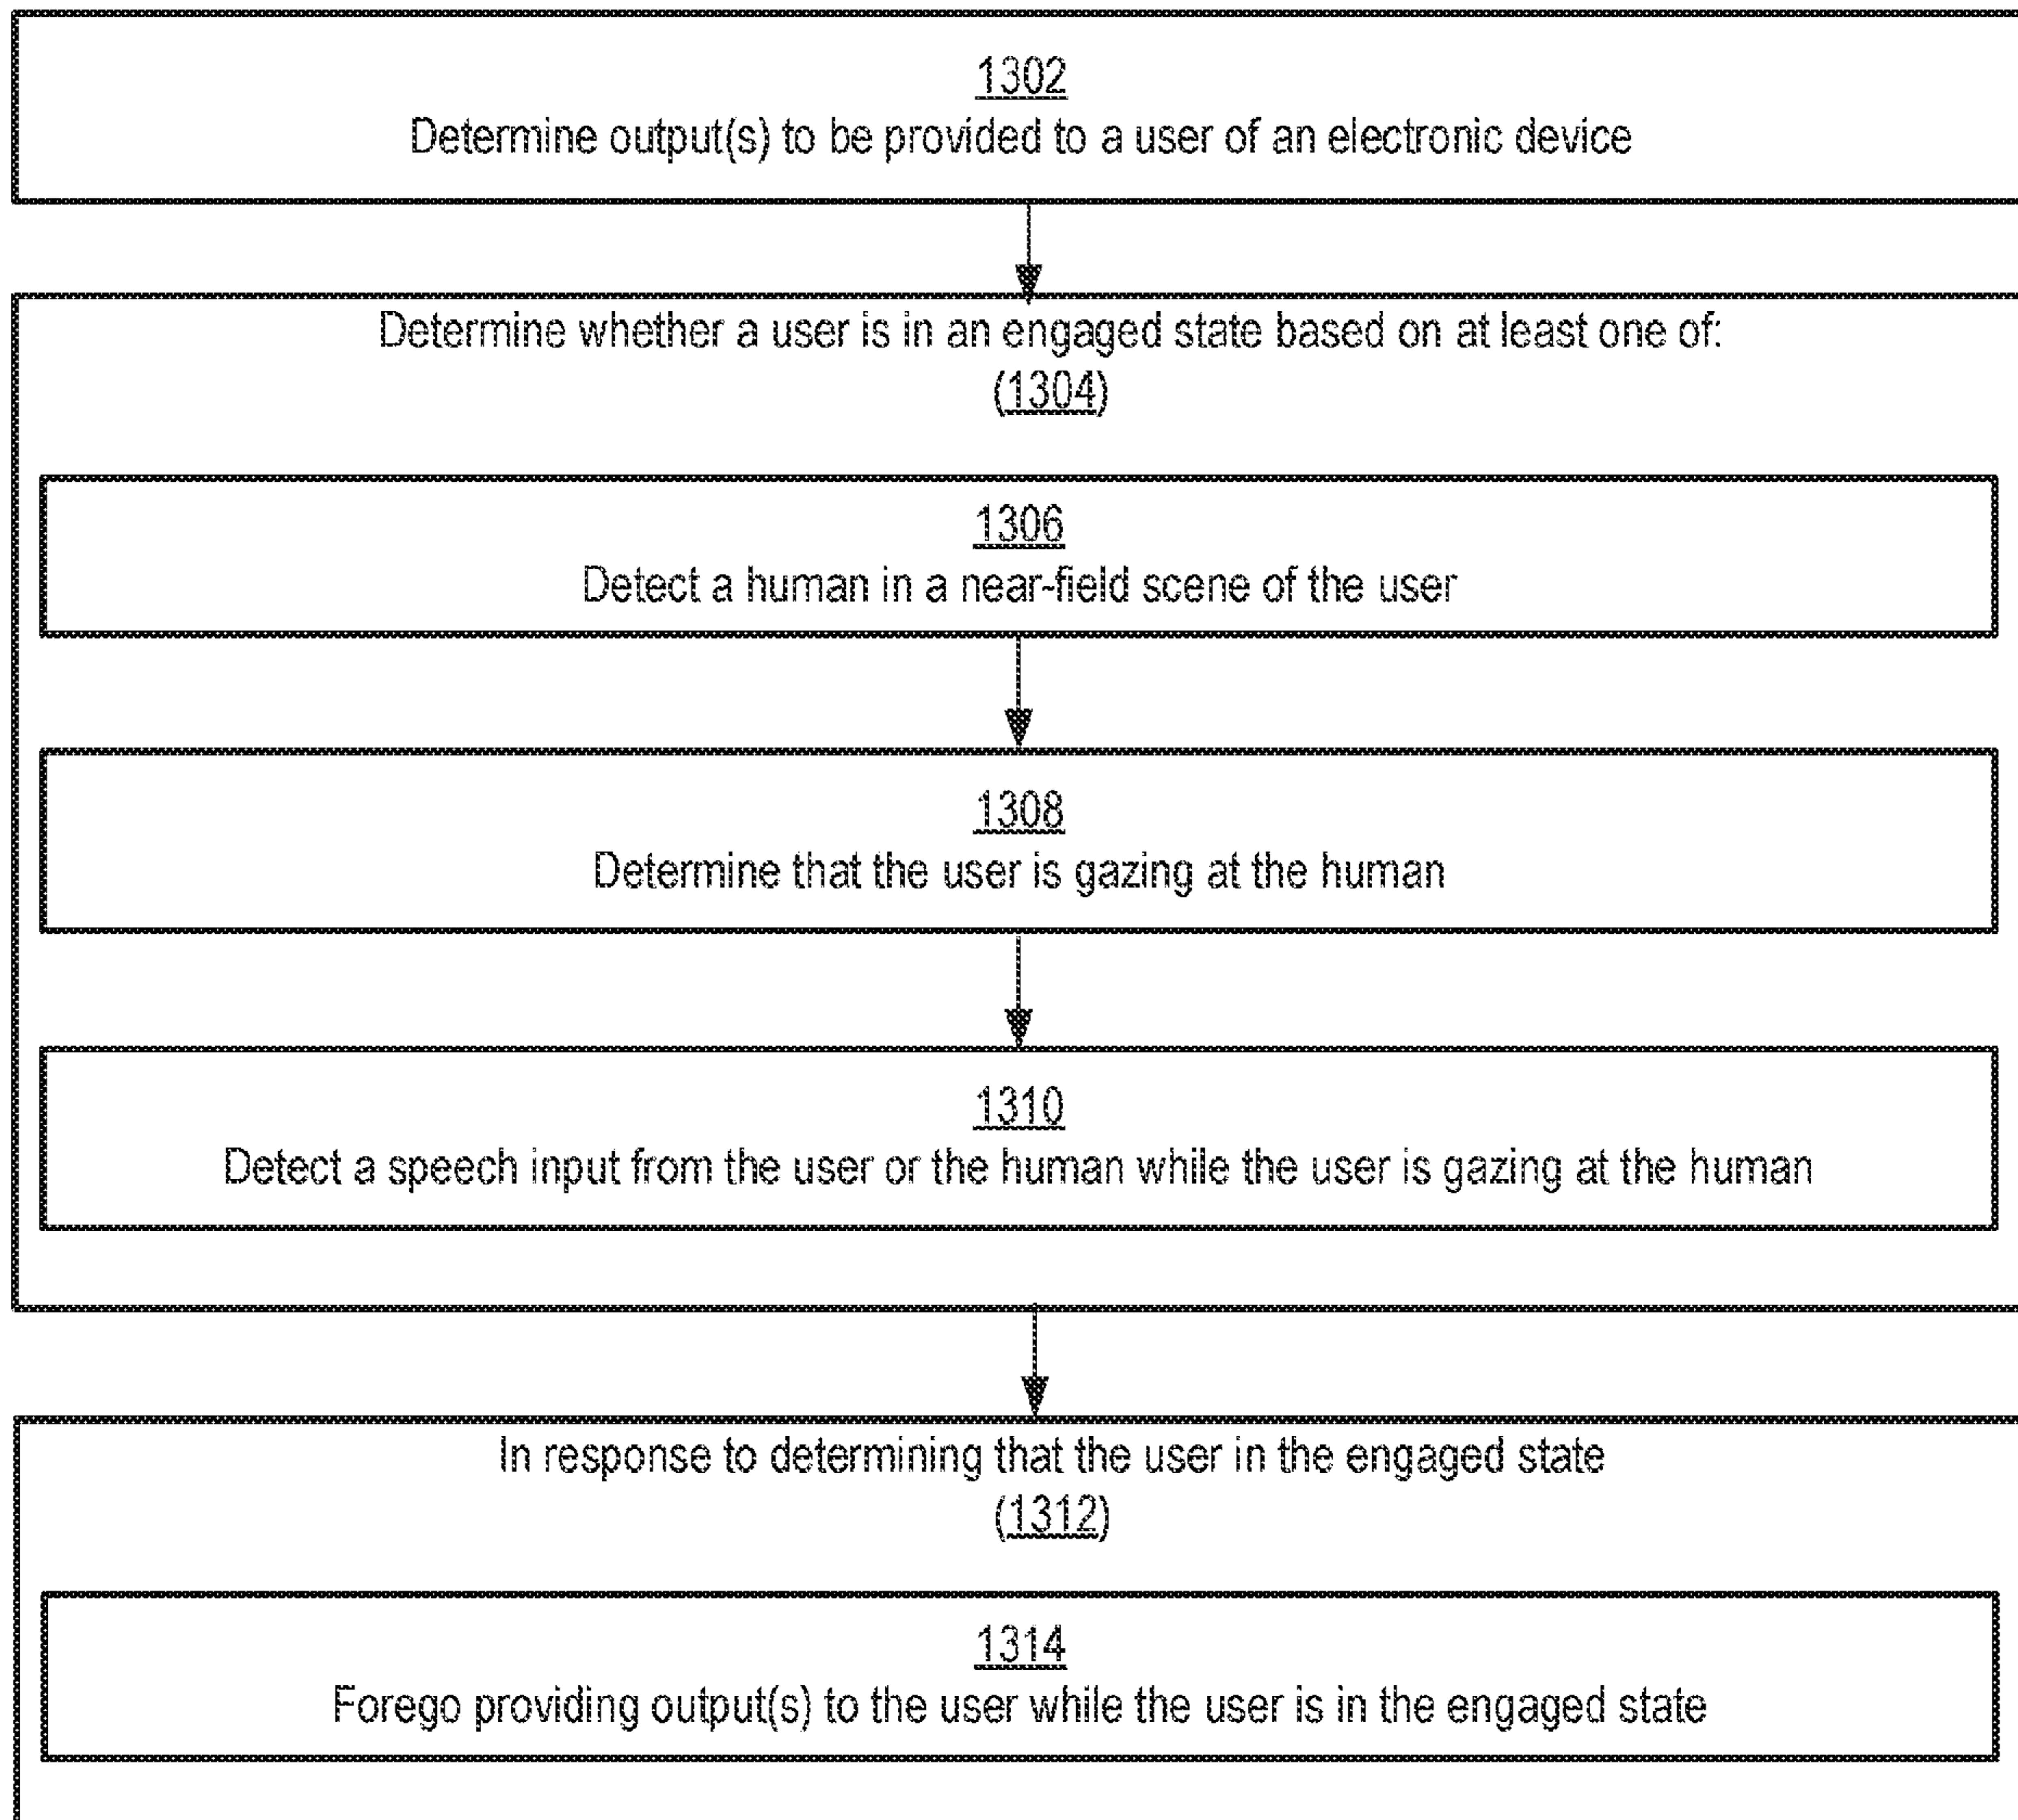 1302
Determine output(s) to be provided to a user of an electronic device
Determine whether a user is in an engaged state based on at least one of:
(1304)
1306
Detect a human in a near-field scene of the user
1308
Determine that the user is gazing at the human
1310
Detect a speech input from the user or the human while the user is gazing at the human
In response to determining that the user in the engaged state
(1312)
1314
Forego providing output(s) to the user while the user is in the engaged state